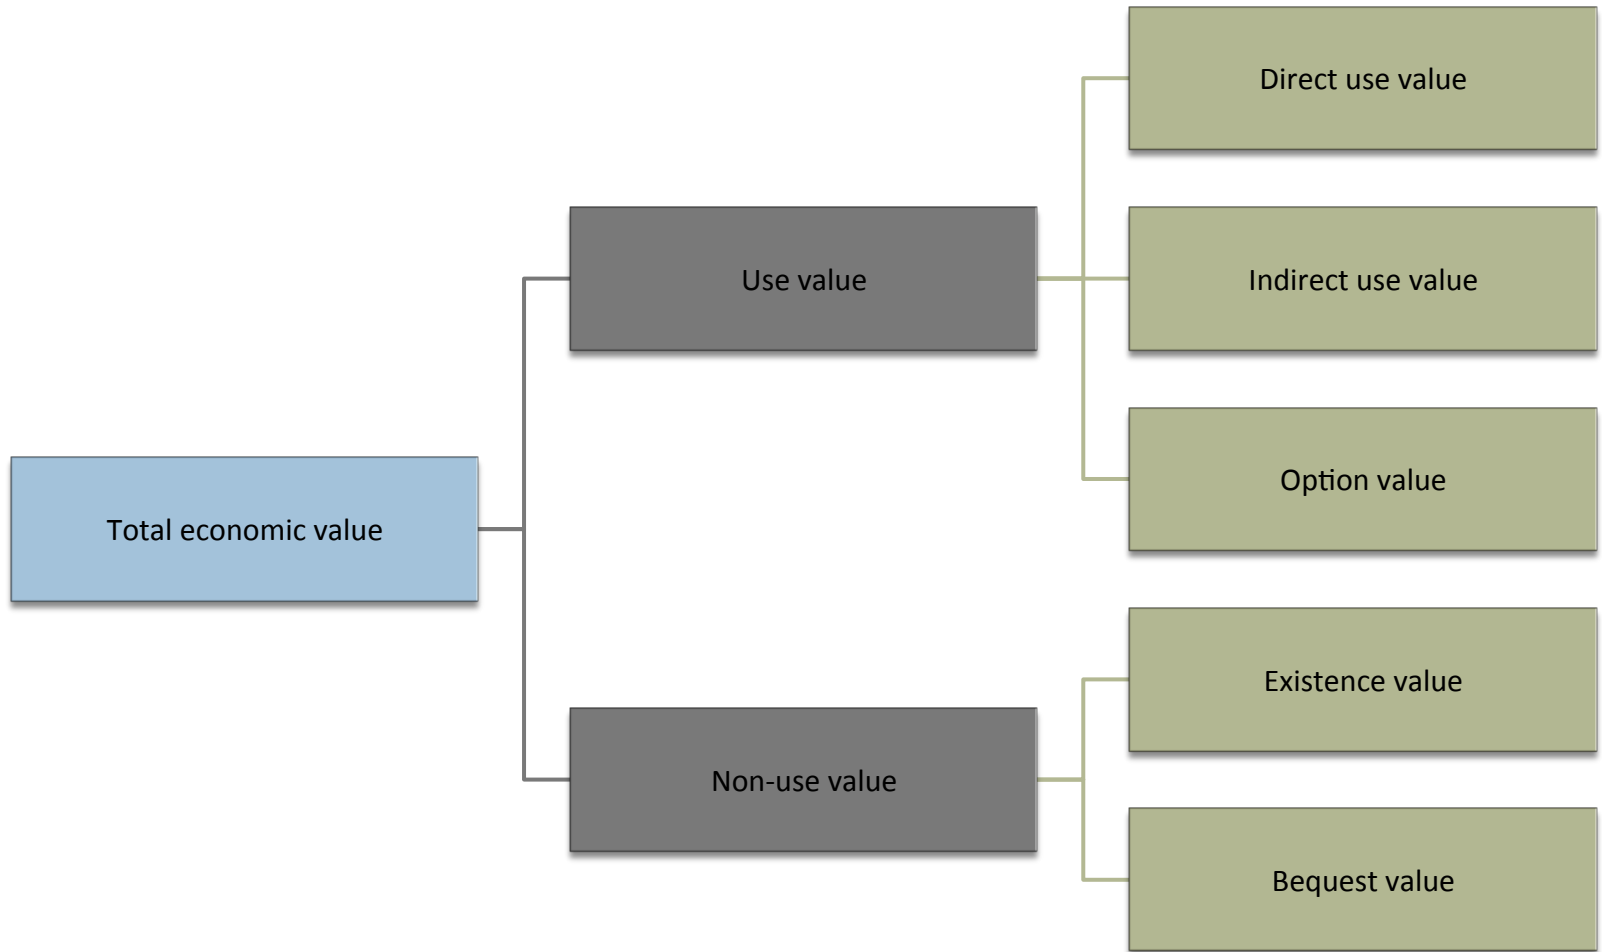 Direct use value
Use value
Indirect use value
Option value
Total economic value
Existence value
Non-use value
Bequest value